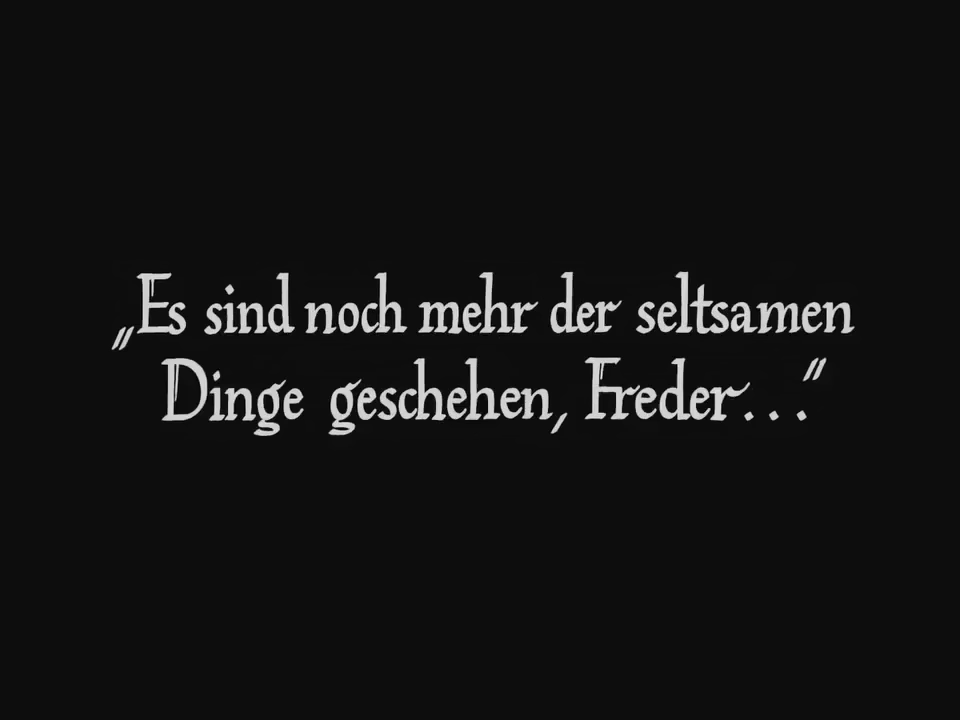 „Es sind noch mehr der seltsamen
Dinge geschehen, Freder...“